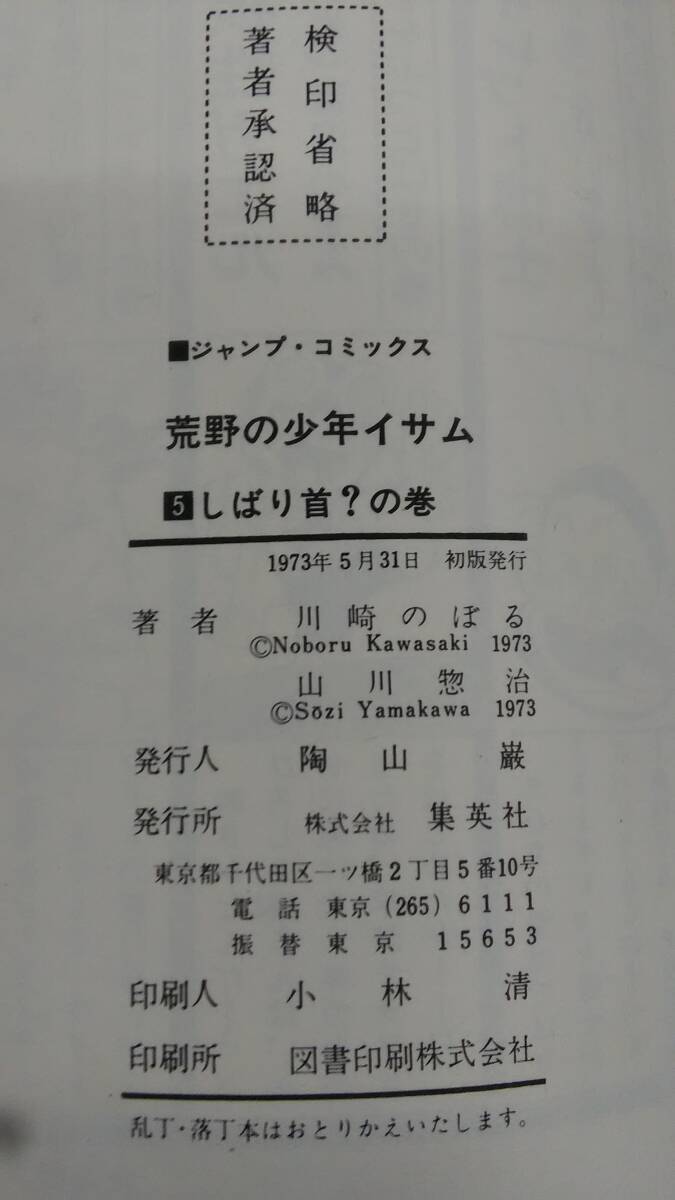 検印省略
著者承認済
■ジャンプ・コミックス
荒野の少年イサム
5 しばり首?の巻
1973年5月31日 初版発行
著者 川崎のぼる
©Noboru Kawasaki 1973
山川惣治
©Sōzi Yamakawa 1973
発行人 陶山巌
発行所 株式会社 集英社
東京都千代田区一ツ橋2丁目5番10号
電話 東京(265)6111
振替東京 15653
印刷人 小林清
印刷所 図書印刷株式会社
乱丁・落丁本はおとりかえいたします。